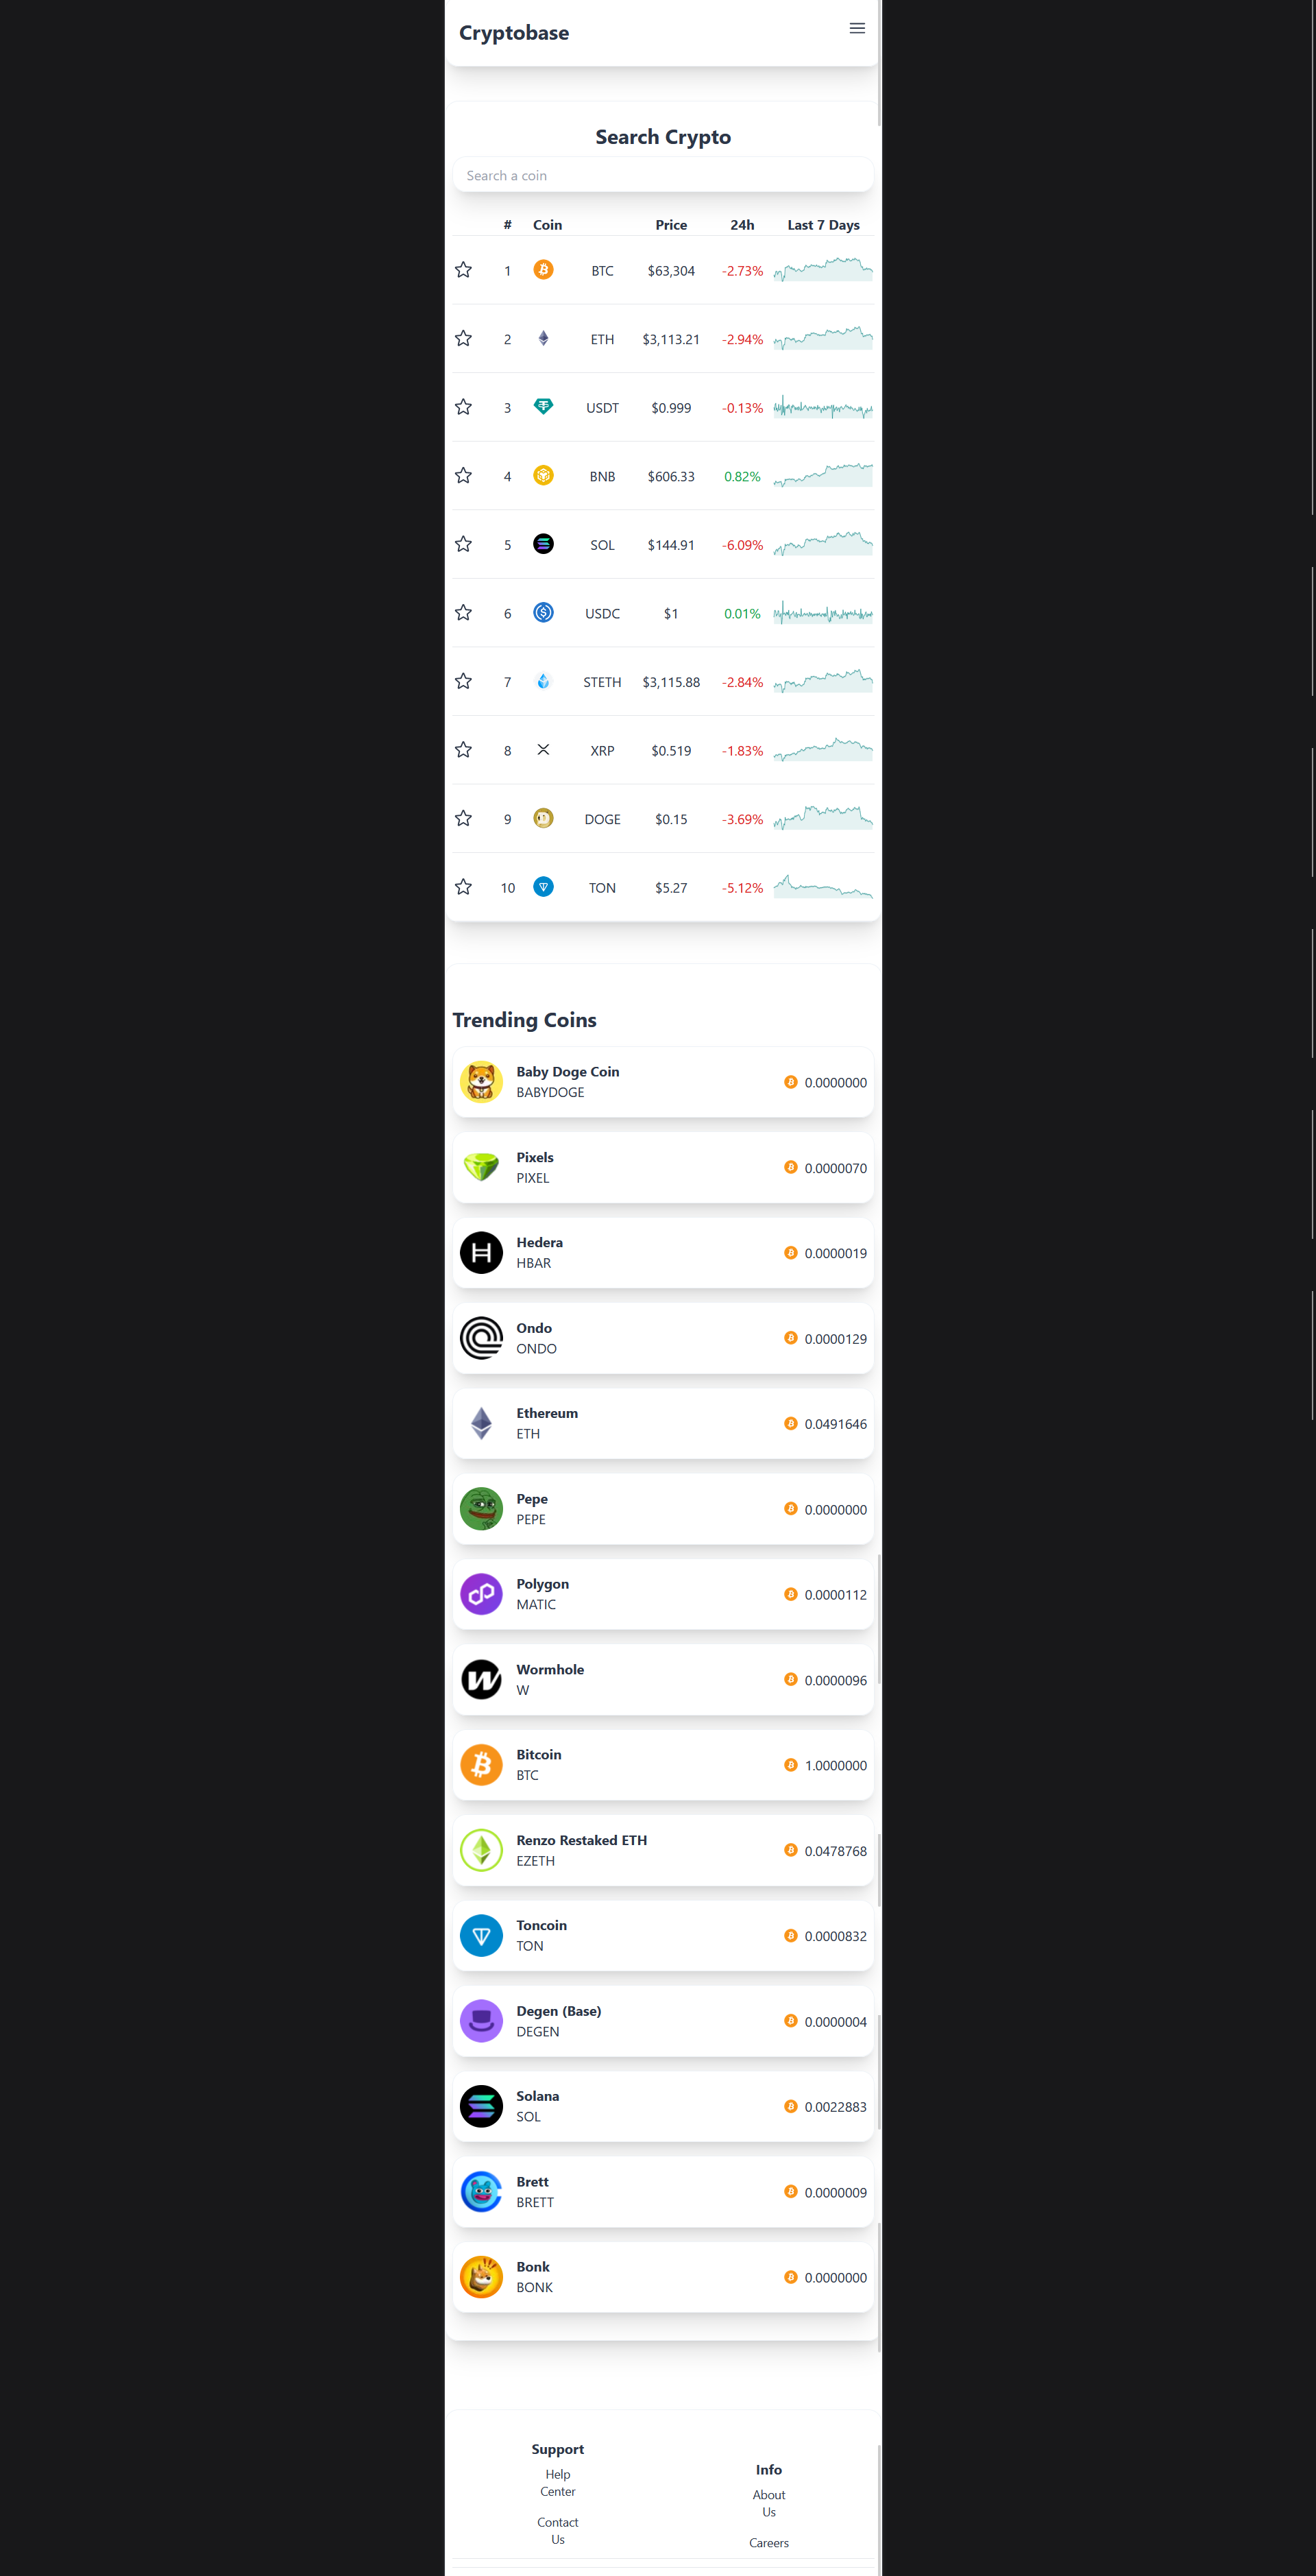 Cryptobase
Search Crypto
Search a coin
# Coin Price 24h Last 7 Days
1 BTC $63,304 -2.73%
2 ETH $3,113.21 -2.94%
3 USDT $0.999 -0.13%
4 BNB $606.33 0.82%
5 SOL $144.91 -6.09%
6 USDC $1 0.01%
7 STETH $3,115.88 -2.84%
8 XRP $0.519 -1.83%
9 DOGE $0.15 -3.69%
10 TON $5.27 -5.12%
Trending Coins
Baby Doge Coin
BABYDOGE
0.0000000
Pixels
PIXEL
0.0000070
Hedera
HBAR
0.0000019
Ondo
ONDO
0.0000129
Ethereum
ETH
0.0491646
Pepe
PEPE
0.0000000
Polygon
MATIC
0.0000112
Wormhole
W
0.0000096
Bitcoin
BTC
1.0000000
Renzo Restaked ETH
EZETH
0.0478768
Toncoin
TON
0.0000832
Degen (Base)
DEGEN
0.0000004
Solana
SOL
0.0022883
Brett
BRETT
0.0000009
Bonk
BONK
0.0000000
Support
Help
Center
Contact
Us
Info
About
Us
Careers